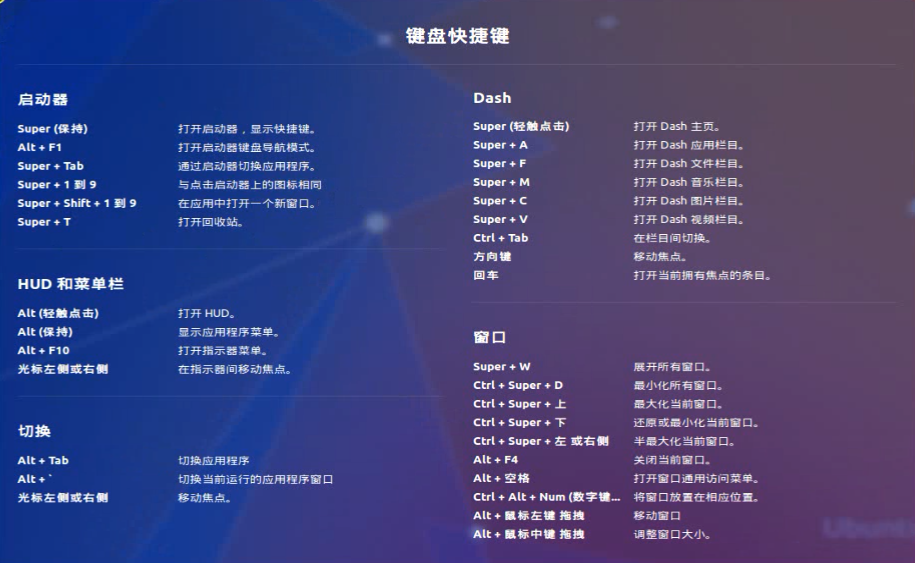 键盘快捷键
启动器
Super (保持) 打开启动器，显示快捷键。
Alt + F1 打开启动器键盘导航模式。
Super + Tab 通过启动器切换应用程序。
Super + 1 到 9 与点击启动器上的图标相同
Super + Shift + 1 到 9 在应用中打开一个新窗口。
Super + T 打开回收站。
HUD 和菜单栏
Alt (轻触点击) 打开 HUD。
Alt (保持) 显示应用程序菜单。
Alt + F10 打开指示器菜单。
光标左侧或右侧 在指示器间移动焦点。
切换
Alt + Tab 切换应用程序
Alt + ` 切换当前运行的应用程序窗口
光标左侧或右侧 移动焦点。
Dash
Super (轻触点击) 打开 Dash 主页。
Super + A 打开 Dash 应用栏目。
Super + F 打开 Dash 文件栏目。
Super + M 打开 Dash 音乐栏目。
Super + C 打开 Dash 图片栏目。
Super + V 打开 Dash 视频栏目。
Ctrl + Tab 在栏目间切换。
方向键 移动焦点。
回车 打开当前拥有焦点的条目。
窗口
Super + W 展开所有窗口。
Ctrl + Super + D 最小化所有窗口。
Ctrl + Super + 上 最大化当前窗口。
Ctrl + Super + 下 还原或最小化当前窗口。
Ctrl + Super + 左 或右侧 半最大化当前窗口。
Alt + F4 关闭当前窗口。
Alt + 空格 打开窗口通用访问菜单。
Ctrl + Alt + Num (数字键... 将窗口放置在相应位置。
Alt + 鼠标左键 拖拽 移动窗口
Alt + 鼠标中键 拖拽 调整窗口大小。